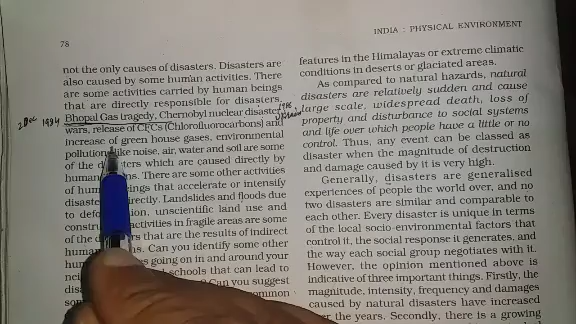 78
INDIA : PHYSICAL ENVIRONMENT
not the only causes of disasters. Disasters are
also caused by some human activities. There
are some activities carried by human beings
that are directly responsible for disasters.
Bhopal Gas tragedy, Chernobyl nuclear disaster,
wars, release of CFCs (Chlorofluorocarbons) and
increase of green house gases, environmental
pollutions like noise, air, water and soil are some
of the which are caused directly by
human. There are some other activities
of human beings that accelerate or intensify
disasters directly. Landslides and floods due
to unscientific land use and
activities in fragile areas are some
of the that are the results of indirect
human. Can you identify some other
human going on in and around your
schools that can lead to
Can you suggest
2 Dec 1984
1986
features in the Himalayas or extreme climatic
conditions in deserts or glaciated areas.
As compared to natural hazards, natural
disasters are relatively sudden and cause
large scale, widespread death, loss of
property and disturbance to social systems
and life over which people have a little or no
control. Thus, any event can be classed as
disaster when the magnitude of destruction
and damage caused by it is very high.
Generally, disasters are generalised
experiences of people the world over, and no
two disasters are similar and comparable to
each other. Every disaster is unique in terms
of the local socio-environmental factors that
control it, the social response it generates, and
the way each social group negotiates with it.
However, the opinion mentioned above is
indicative of three important things. Firstly, the
magnitude, intensity, frequency and damages
caused by natural disasters have increased
the years. Secondly, there is a growing